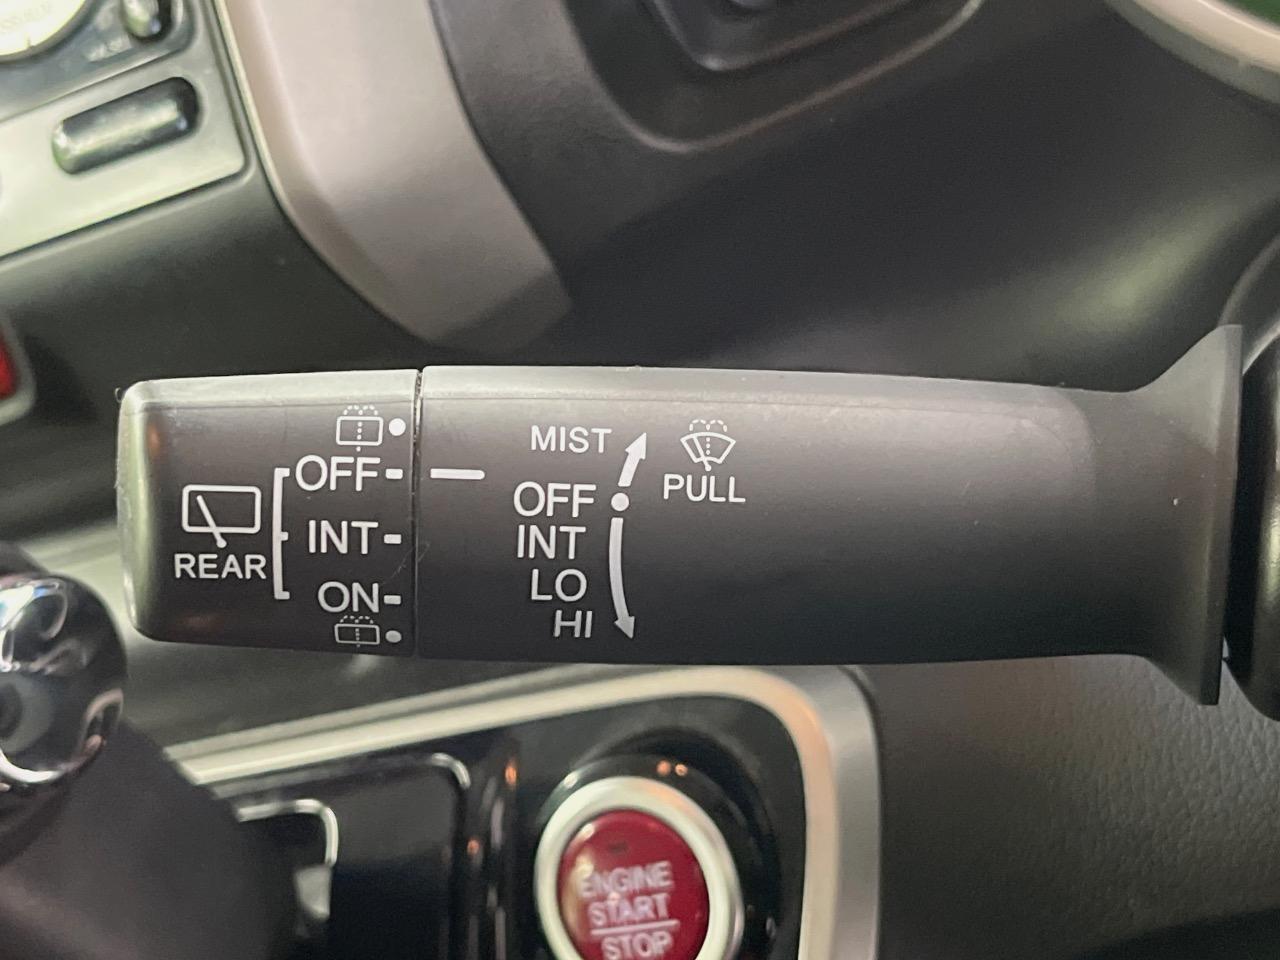 MIST
OFF
INT
LO
HI
PULL
REAR
OFF
INT
ON
ENGINE
START
STOP